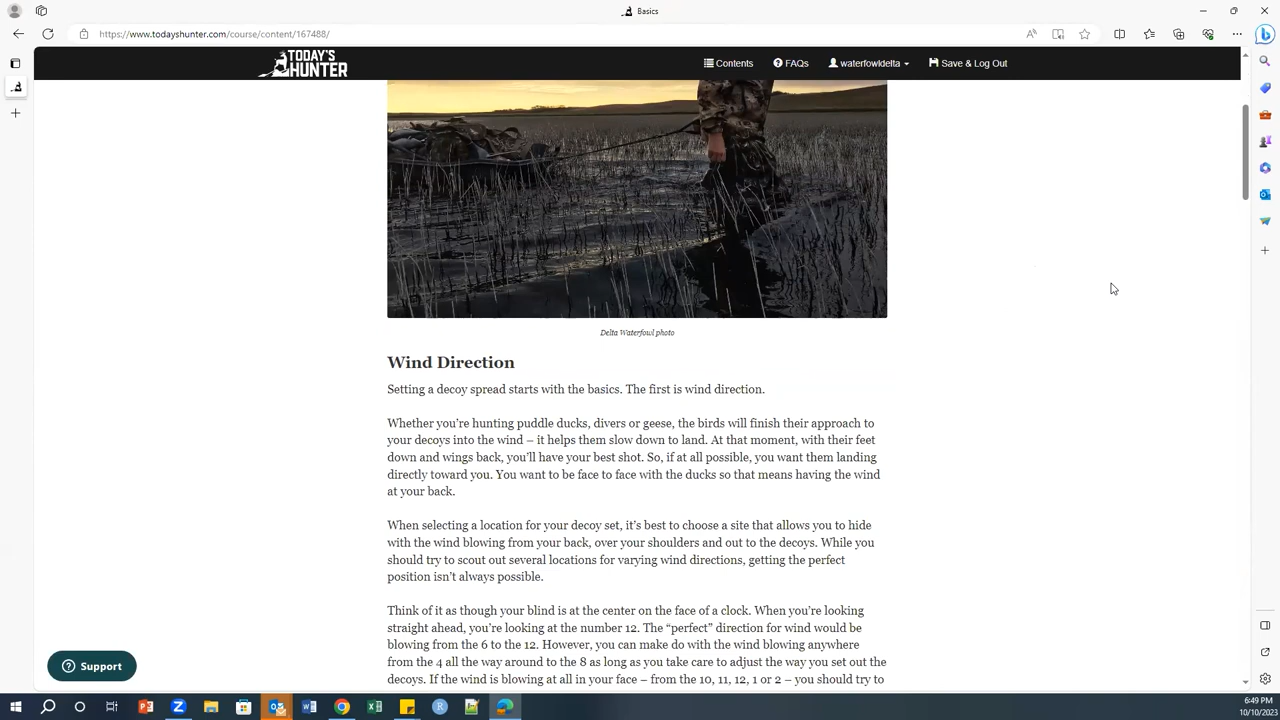 Basics
https://www.todayshunter.com/course/content/167488/
TODAY'S
HUNTER
Contents
FAQs
waterfowldelta
Save & Log Out
Delta Waterfowl photo
Wind Direction
Setting a decoy spread starts with the basics. The first is wind direction.
Whether you’re hunting puddle ducks, divers or geese, the birds will finish their approach to
your decoys into the wind – it helps them slow down to land. At that moment, with their feet
down and wings back, you’ll have your best shot. So, if at all possible, you want them landing
directly toward you. You want to be face to face with the ducks so that means having the wind
at your back.
When selecting a location for your decoy set, it’s best to choose a site that allows you to hide
with the wind blowing from your back, over your shoulders and out to the decoys. While you
should try to scout out several locations for varying wind directions, getting the perfect
position isn’t always possible.
Think of it as though your blind is at the center on the face of a clock. When you’re looking
straight ahead, you’re looking at the number 12. The “perfect” direction for wind would be
blowing from the 6 to the 12. However, you can make do with the wind blowing anywhere
from the 4 all the way around to the 8 as long as you take care to adjust the way you set out the
decoys. If the wind is blowing at all in your face – from the 10, 11, 12, 1 or 2 – you should try to
Support
6:49 PM
10/10/2023